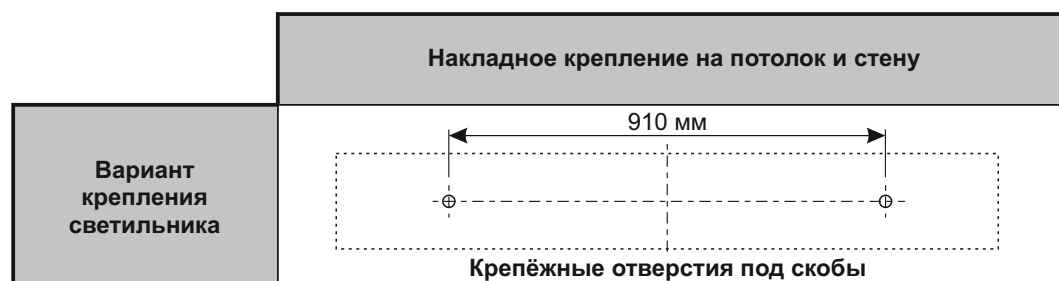 Накладное крепление на потолок и стену
910 мм
Вариант
крепления
светильника
Крепёжные отверстия под скобы